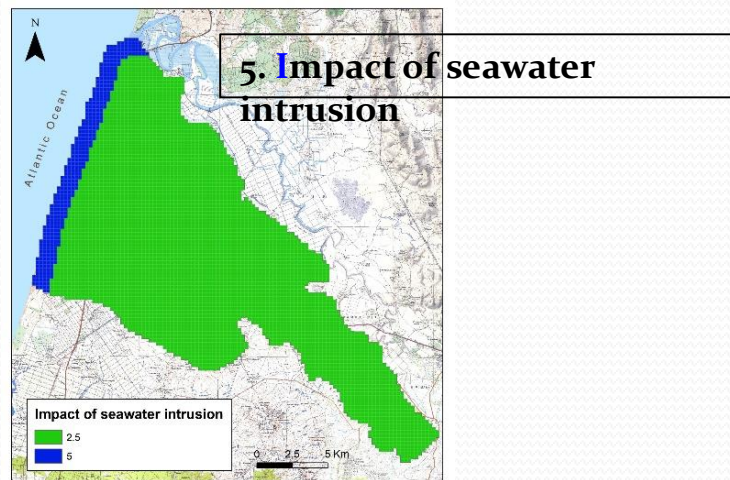 5. Impact of seawater
intrusion
N
Atlantic Ocean
Impact of seawater intrusion
2.5
5
0 2.5 5 Km